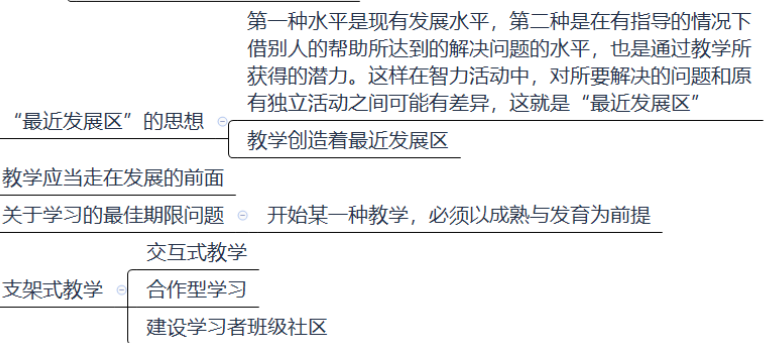 第一种水平是现有发展水平，第二种是在有指导的情况下
借别人的帮助所达到的解决问题的水平，也是通过教学所
获得的潜力。这样在智力活动中，对所要解决的问题和原
有独立活动之间可能有差异，这就是“最近发展区”
“最近发展区”的思想
教学创造着最近发展区
教学应当走在发展的前面
关于学习的最佳期限问题
开始某一种教学，必须以成熟与发育为前提
交互式教学
支架式教学
合作型学习
建设学习者班级社区